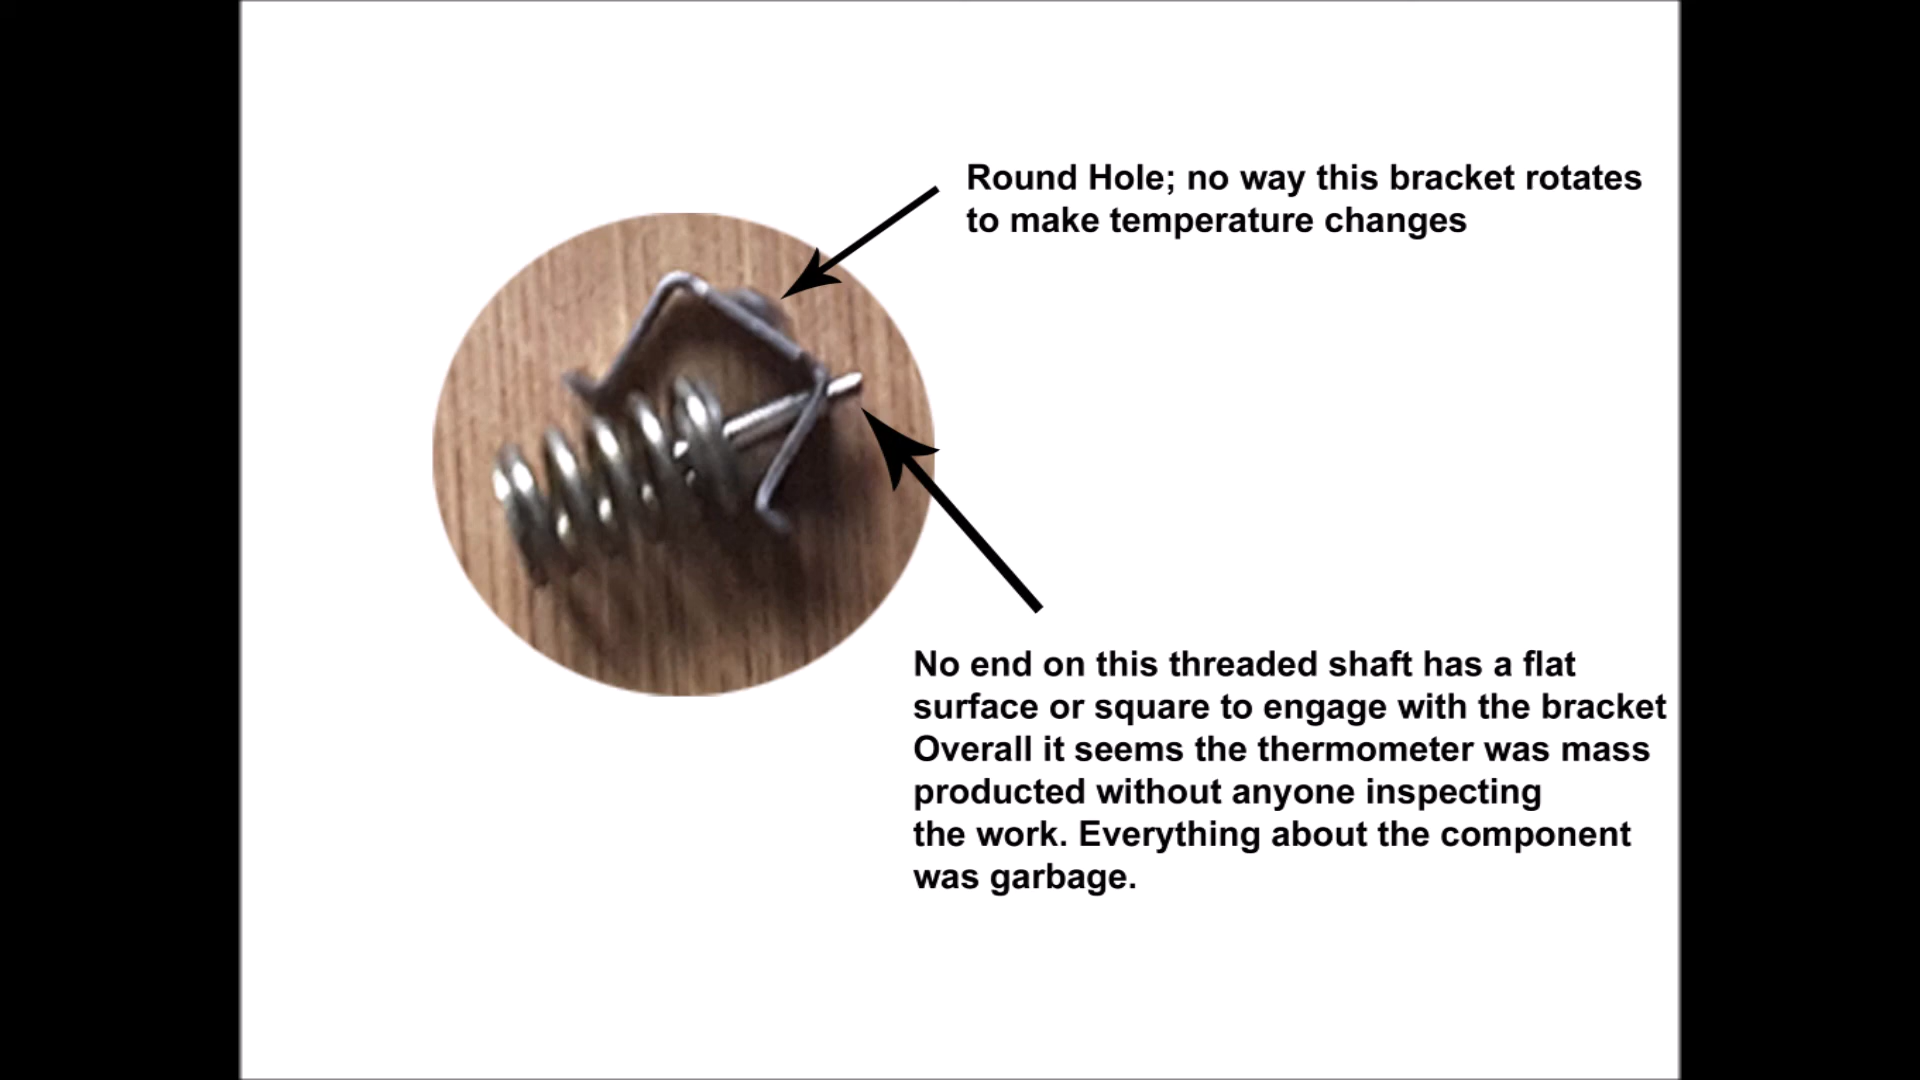 Round Hole; no way this bracket rotates
to make temperature changes
No end on this threaded shaft has a flat
surface or square to engage with the bracket
Overall it seems the thermometer was mass
producted without anyone inspecting
the work. Everything about the component
was garbage.